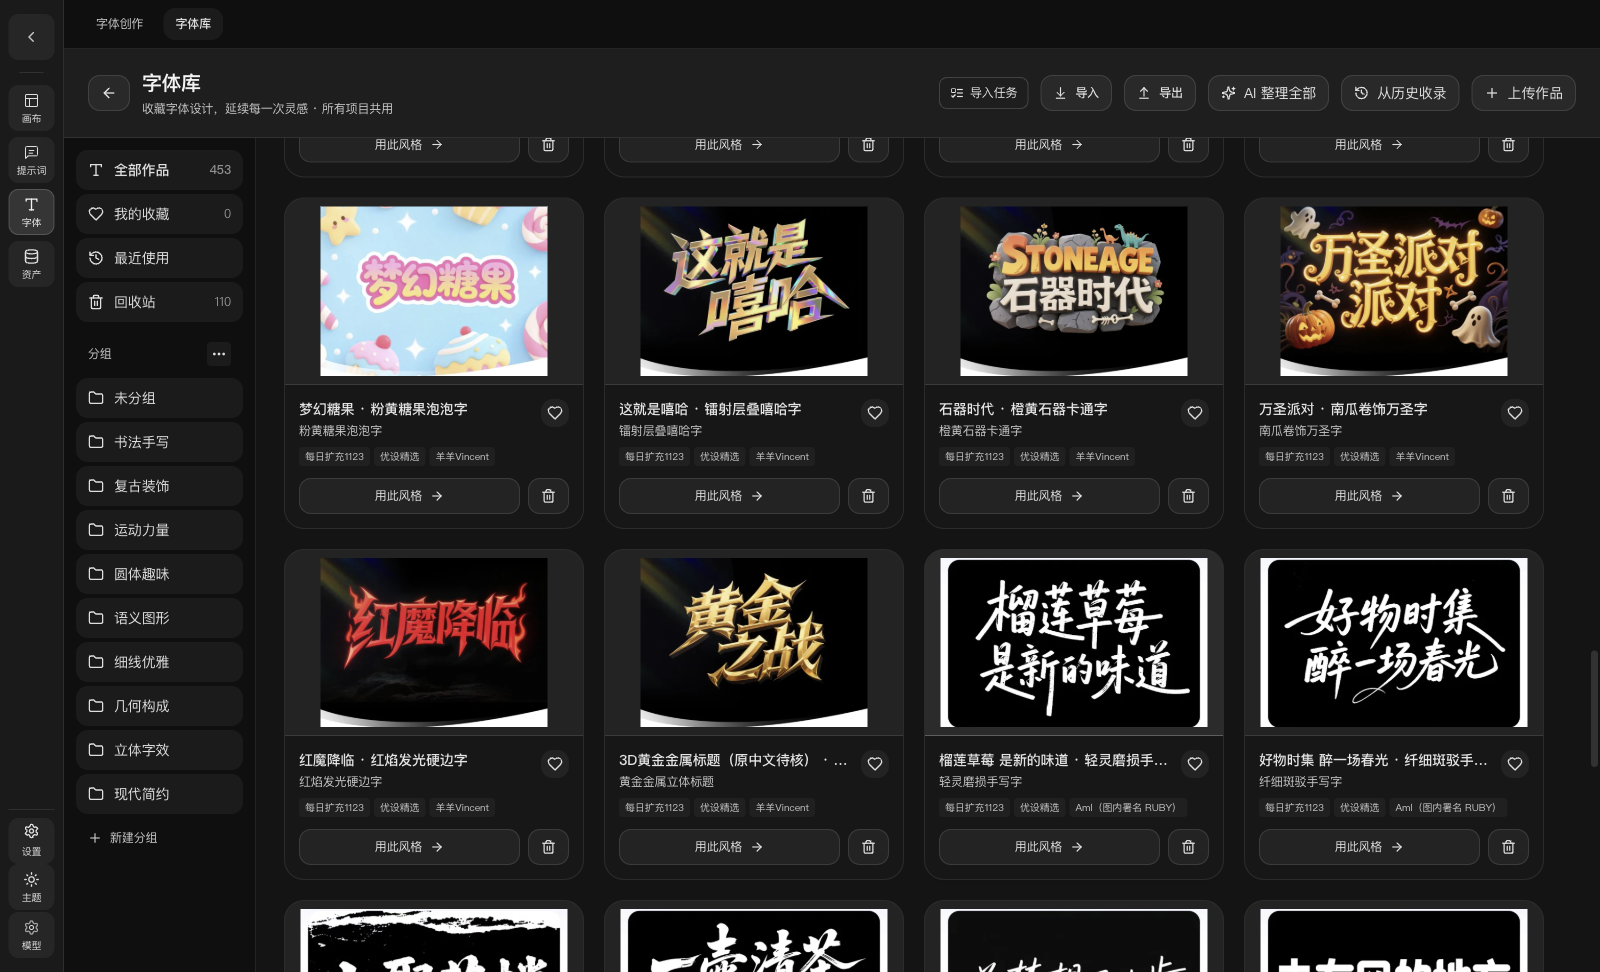 字体创作
字体库
字体库
收藏字体设计，延续每一次灵感 · 所有项目共用
导入任务
导入
导出
AI 整理全部
从历史收录
上传作品
画布
提示词
字体
资产
设置
主题
模型
全部作品 453
我的收藏 0
最近使用
回收站 110
分组
未分组
书法手写
复古装饰
运动力量
圆体趣味
语义图形
细线优雅
几何构成
立体字效
现代简约
新建分组
用此风格
用此风格
用此风格
用此风格
梦幻糖果
梦幻糖果 · 粉黄糖果泡泡字
粉黄糖果泡泡字
每日扩充1123 优设精选 羊羊Vincent
用此风格
这就是
嘻哈
这就是嘻哈 · 镭射层叠嘻哈字
镭射层叠嘻哈字
每日扩充1123 优设精选 羊羊Vincent
用此风格
STONEAGE
石器时代
石器时代 · 橙黄石器卡通字
橙黄石器卡通字
每日扩充1123 优设精选 羊羊Vincent
用此风格
万圣派对
派对
万圣派对 · 南瓜卷饰万圣字
南瓜卷饰万圣字
每日扩充1123 优设精选 羊羊Vincent
用此风格
红魔降临
红魔降临 · 红焰发光硬边字
红焰发光硬边字
每日扩充1123 优设精选 羊羊Vincent
用此风格
黄金
之战
3D黄金金属标题（原中文待核） · ...
黄金金属立体标题
每日扩充1123 优设精选 羊羊Vincent
用此风格
榴莲草莓
是新的味道
榴莲草莓 是新的味道 · 轻灵磨损手...
轻灵磨损手写字
每日扩充1123 优设精选 Aml（图内署名 RUBY）
用此风格
好物时集
醉一场春光
好物时集 醉一场春光 · 纤细斑驳手...
纤细斑驳手写字
每日扩充1123 优设精选 Aml（图内署名 RUBY）
用此风格
壶清茶